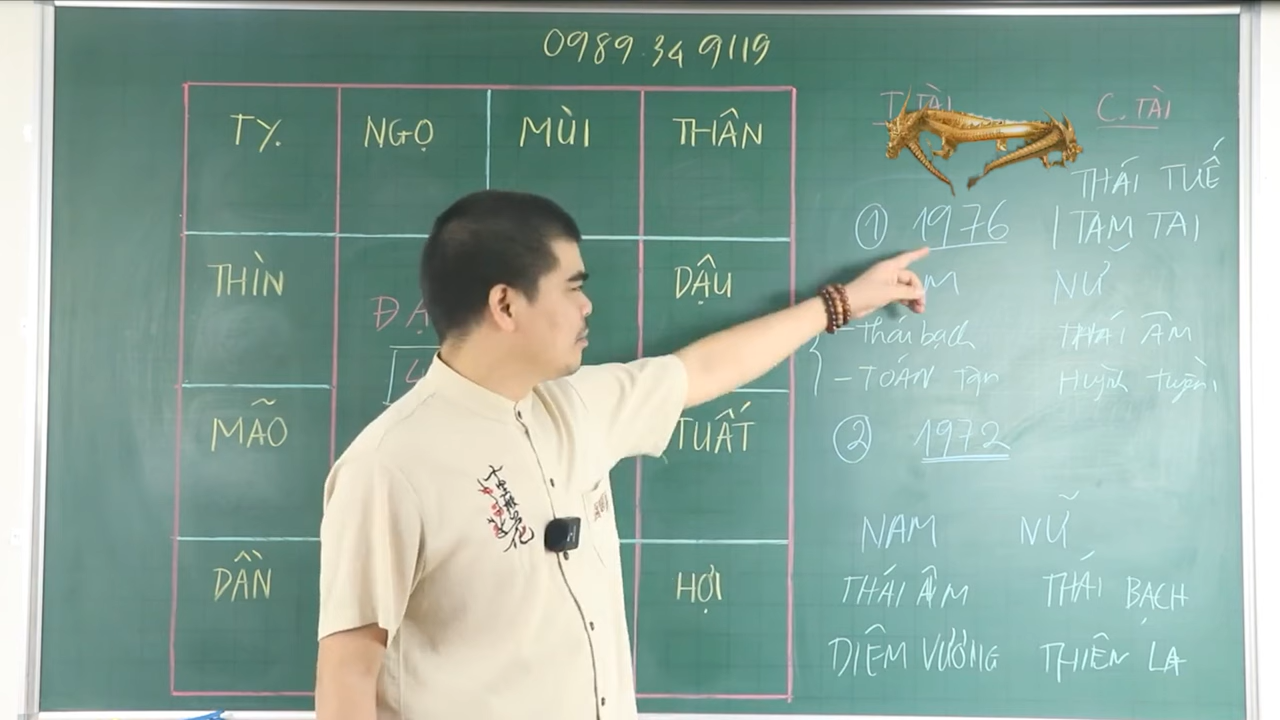 0989.34 9119
TỴ NGỌ MÙI THÂN
THÌN DẬU
MÃO TUẤT
DẦN HỢI
C. TÀI
THÁI TUẾ
① 1976 TAM TAI
NỮ
- Thái bạch THÁI ÂM
- TOÁN Tận Huỳnh tuyền
② 1972
NAM NỮ
THÁI ÂM THÁI BẠCH
DIÊM VƯƠNG THIÊN LA